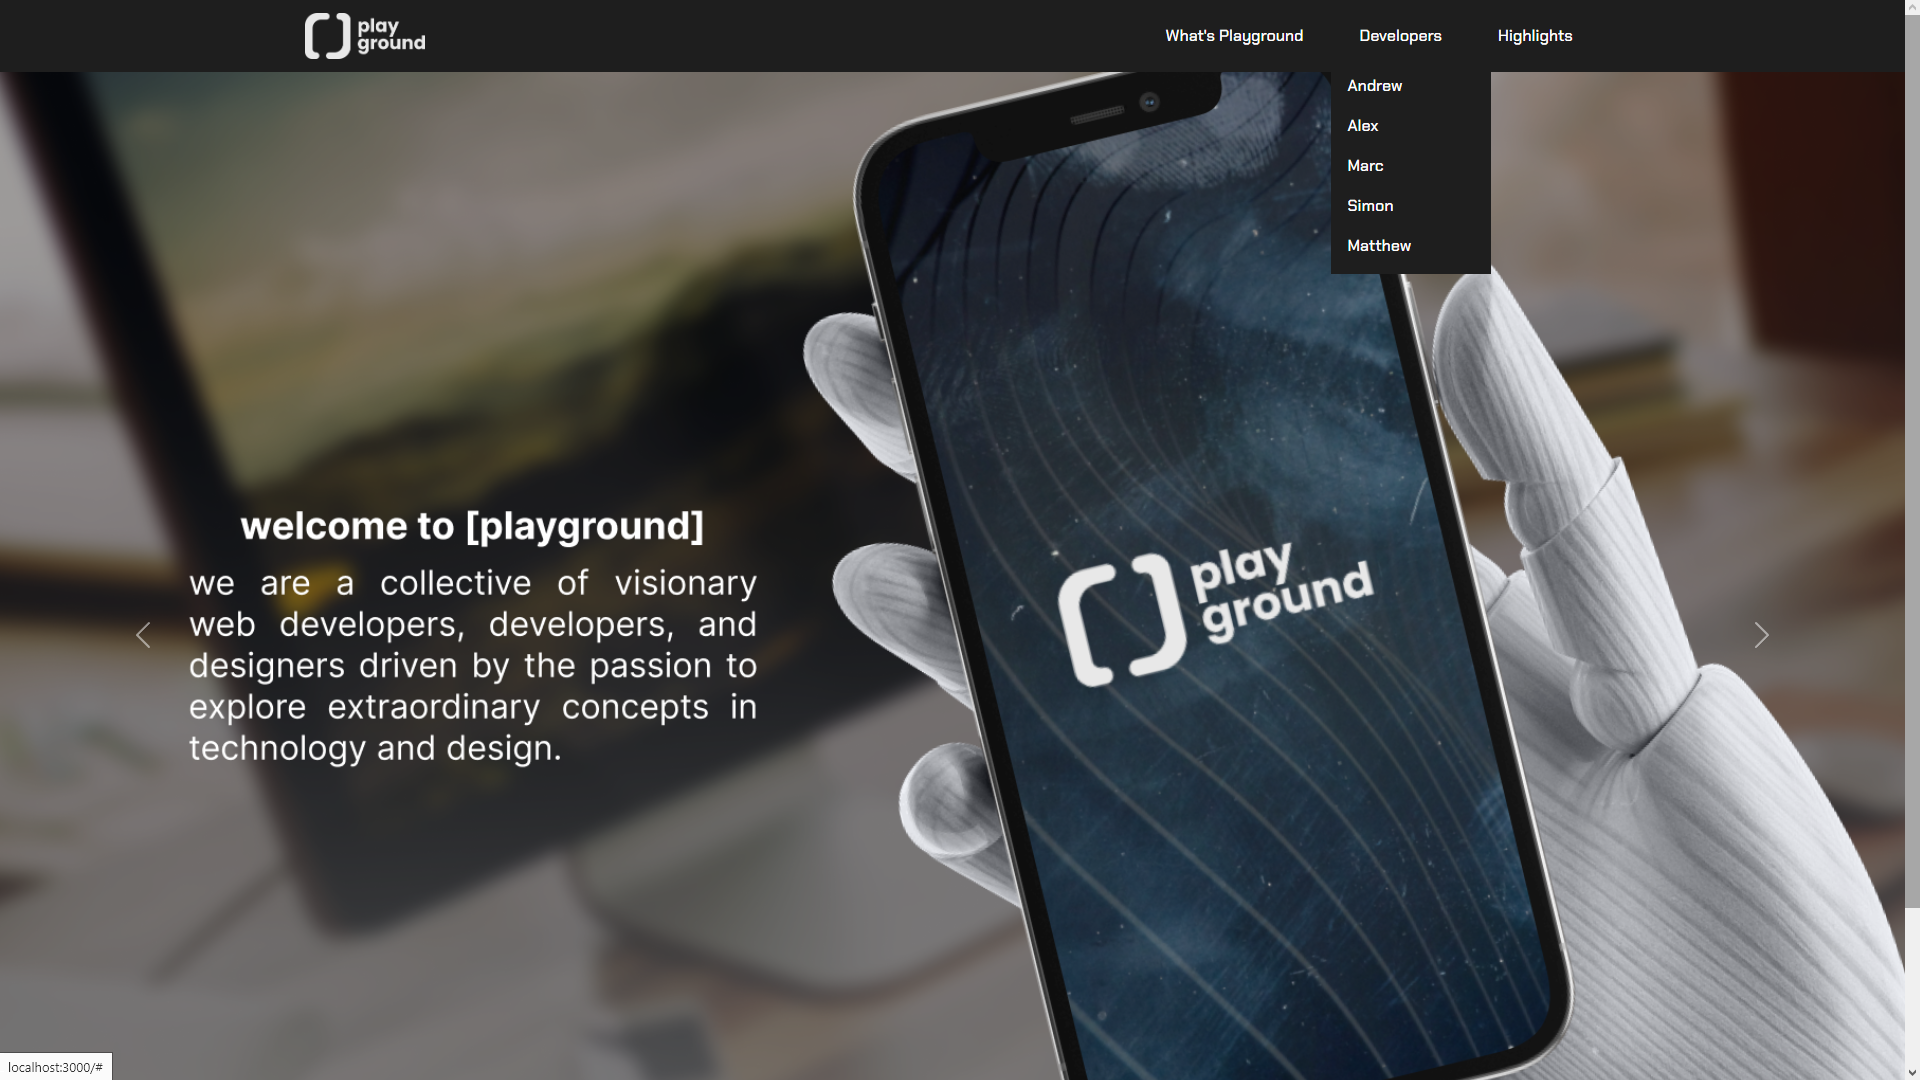 play
ground
What's Playground
Developers
Highlights
Andrew
Alex
Marc
Simon
Matthew
welcome to [playground]
we are a collective of visionary
web developers, developers, and
designers driven by the passion to
explore extraordinary concepts in
technology and design.
play
ground
localhost:3000/#